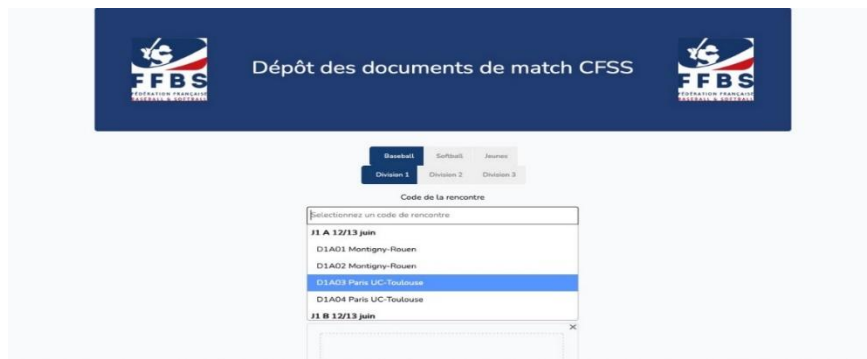 FFBS
FÉDÉRATION FRANÇAISE
BASEBALL & SOFTBALL
Dépôt des documents de match CFSS
FFBS
FÉDÉRATION FRANÇAISE
BASEBALL & SOFTBALL
Baseball Softball Jeunes
Division 1 Division 2 Division 3
Code de la rencontre
Selectionnez un code de rencontre
J1 A 12/13 juin
D1A01 Montigny-Rouen
D1A02 Montigny-Rouen
D1A03 Paris UC-Toulouse
D1A04 Paris UC-Toulouse
J1 B 12/13 juin